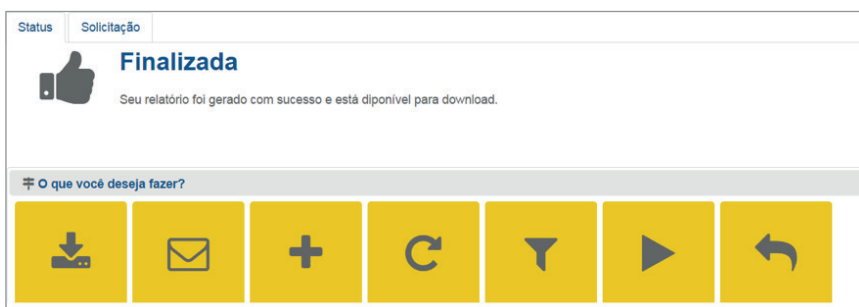 Status Solicitação
Finalizada
Seu relatório foi gerado com sucesso e está diponível para download.
O que você deseja fazer?